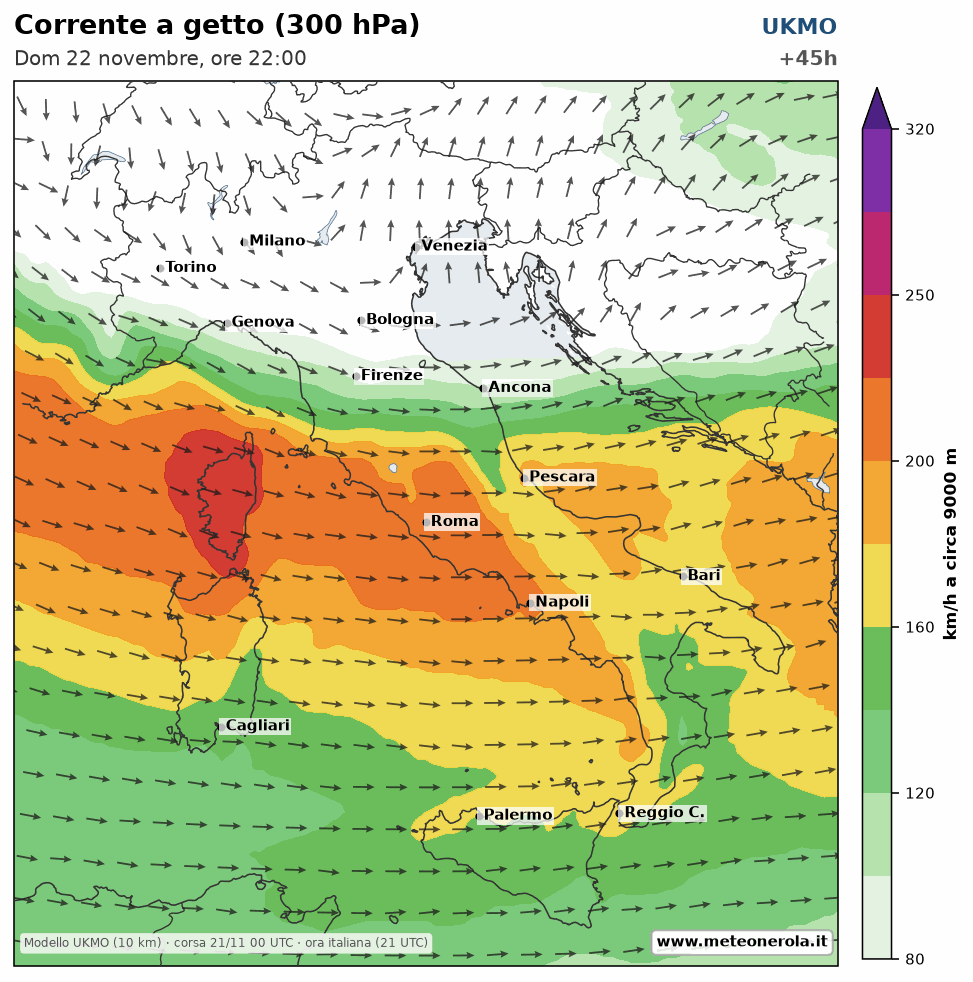 Corrente a getto (300 hPa)
UKMO
Dom 22 novembre, ore 22:00
+45h
Milano
Venezia
Torino
Genova
Bologna
Firenze
Ancona
Pescara
Roma
Bari
Napoli
Cagliari
Palermo
Reggio C.
320
250
200
160
120
80
km/h a circa 9000 m
Modello UKMO (10 km) · corsa 21/11 00 UTC · ora italiana (21 UTC)
www.meteonerola.it